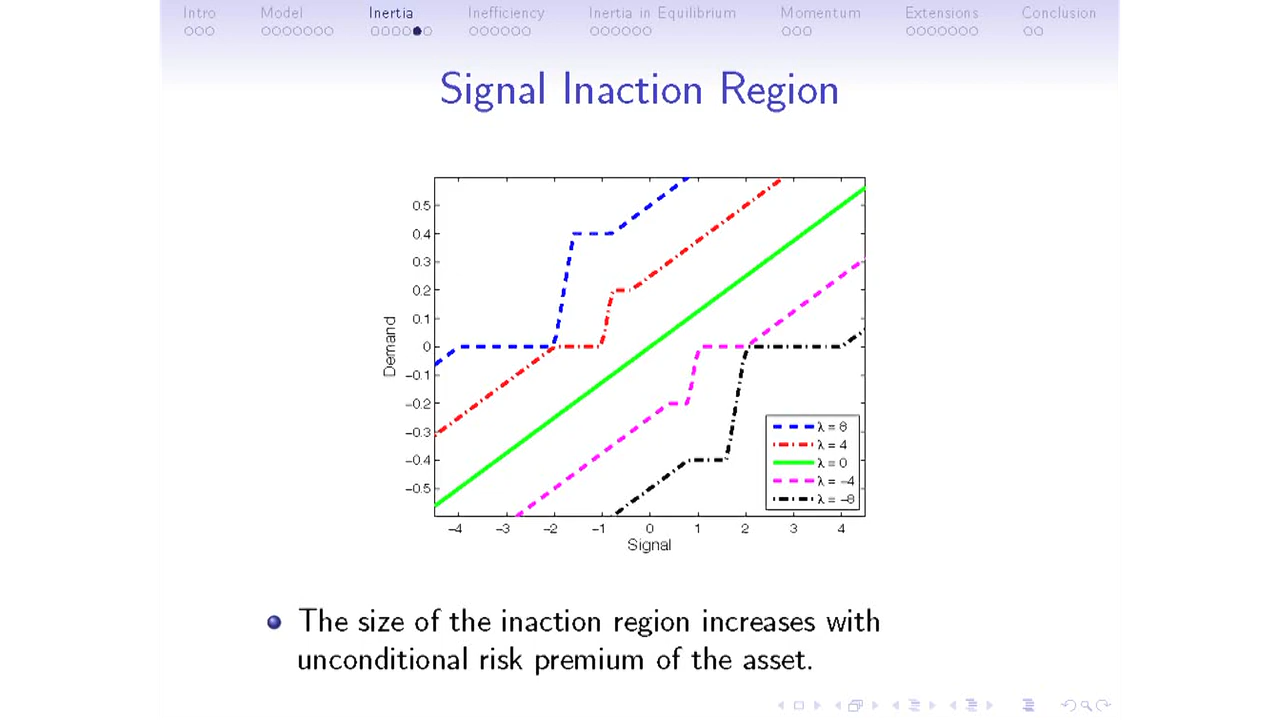 Intro Model Inertia Inefficiency Inertia in Equilibrium Momentum Extensions Conclusion
Signal Inaction Region
0.5
0.4
0.3
0.2
0.1
0
−0.1
−0.2
−0.3
−0.4
−0.5
Demand
λ = 8
λ = 4
λ = 0
λ = −4
λ = −8
−4 −3 −2 −1 0 1 2 3 4
Signal
The size of the inaction region increases with
unconditional risk premium of the asset.